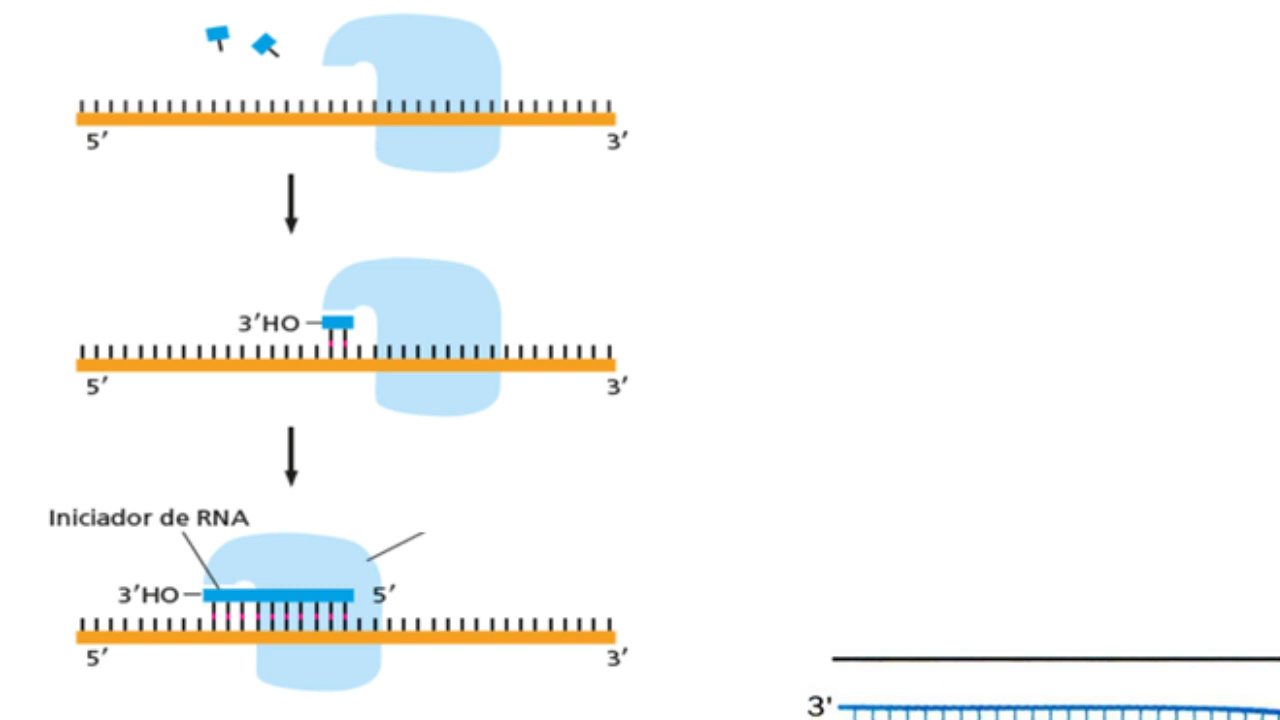 5′ 3′
3′HO
5′ 3′
Iniciador de RNA
3′HO 5′
5′ 3′
3'